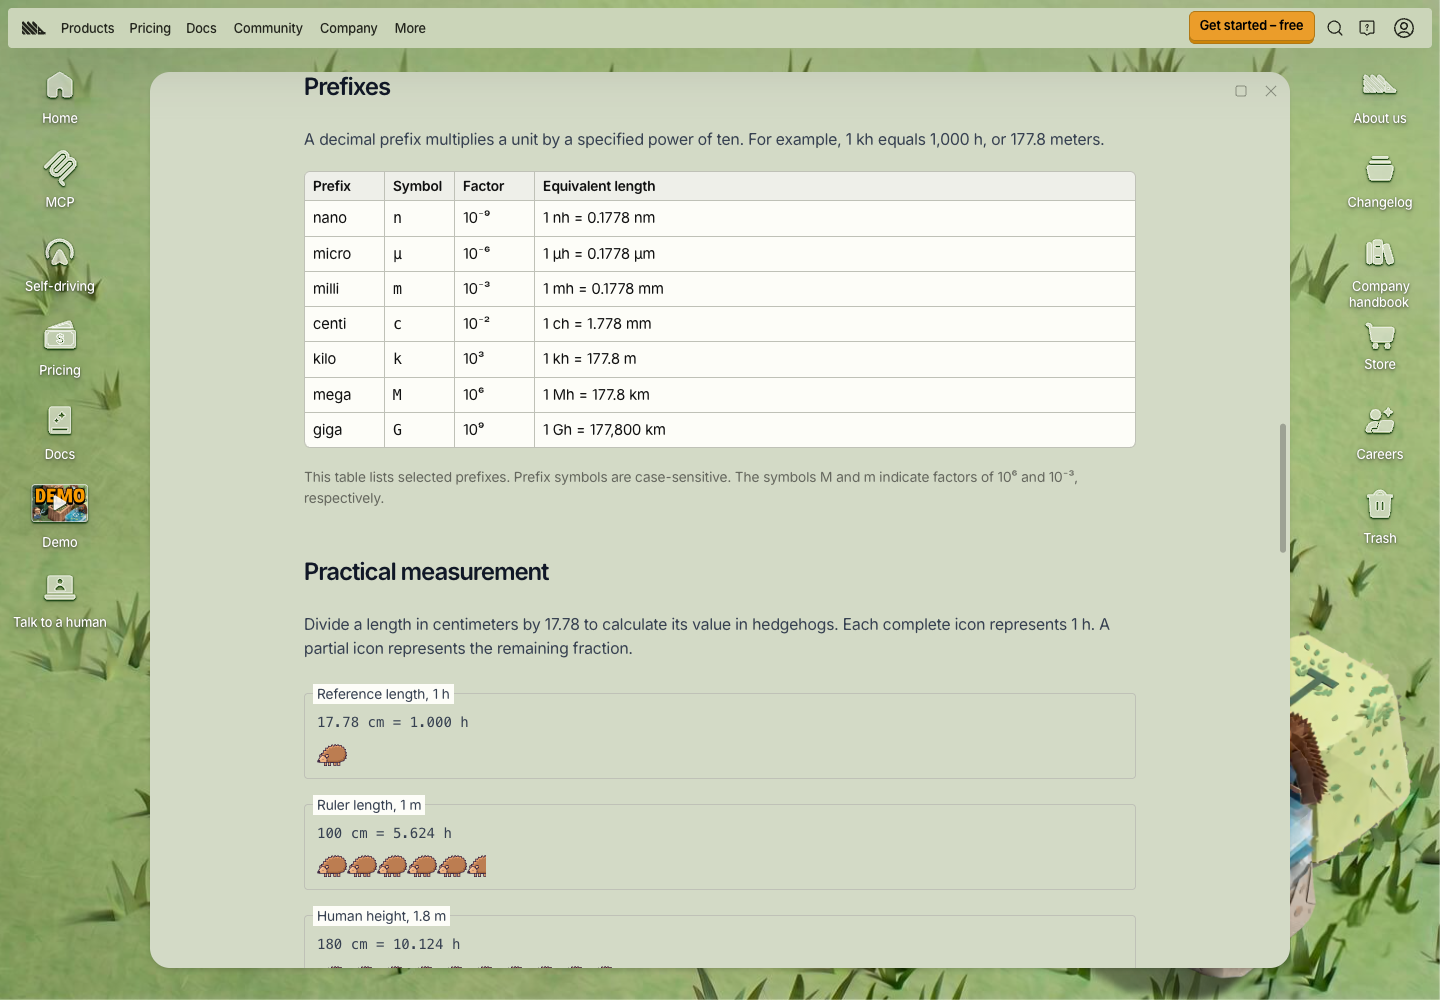 Products Pricing Docs Community Company More
Get started – free
Home
MCP
Self-driving
Pricing
Docs
DEMO
Demo
Talk to a human
Prefixes
A decimal prefix multiplies a unit by a specified power of ten. For example, 1 kh equals 1,000 h, or 177.8 meters.
Prefix Symbol Factor Equivalent length
nano n 10⁻⁹ 1 nh = 0.1778 nm
micro µ 10⁻⁶ 1 µh = 0.1778 µm
milli m 10⁻³ 1 mh = 0.1778 mm
centi c 10⁻² 1 ch = 1.778 mm
kilo k 10³ 1 kh = 177.8 m
mega M 10⁶ 1 Mh = 177.8 km
giga G 10⁹ 1 Gh = 177,800 km
This table lists selected prefixes. Prefix symbols are case-sensitive. The symbols M and m indicate factors of 10⁶ and 10⁻³,
respectively.
Practical measurement
Divide a length in centimeters by 17.78 to calculate its value in hedgehogs. Each complete icon represents 1 h. A
partial icon represents the remaining fraction.
Reference length, 1 h
17.78 cm = 1.000 h
Ruler length, 1 m
100 cm = 5.624 h
Human height, 1.8 m
180 cm = 10.124 h
About us
Changelog
Company
handbook
Store
Careers
Trash